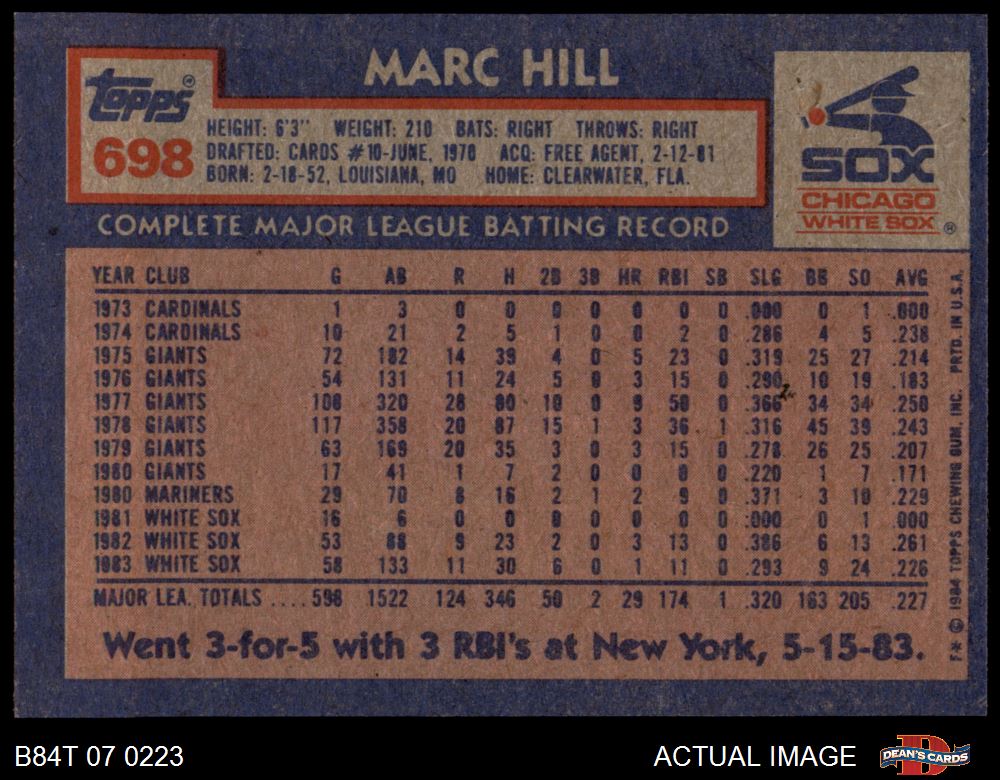 MARC HILL
topps®
698
HEIGHT: 6'3" WEIGHT: 210 BATS: RIGHT THROWS: RIGHT
DRAFTED: CARDS #10-JUNE, 1970 ACQ: FREE AGENT, 2-12-81
BORN: 2-18-52, LOUISIANA, MO HOME: CLEARWATER, FLA.
SOX
CHICAGO
WHITE SOX ®
COMPLETE MAJOR LEAGUE BATTING RECORD
YEAR CLUB G AB R H 2B 3B HR RBI SB SLG BB SO AVG
1973 CARDINALS 1 3 0 0 0 0 0 0 0 .000 0 1 .000
1974 CARDINALS 10 21 2 5 1 0 0 2 0 .286 4 5 .238
1975 GIANTS 72 182 14 39 4 0 5 23 0 .319 25 27 .214
1976 GIANTS 54 131 11 24 5 0 3 15 0 .290 10 19 .183
1977 GIANTS 108 320 28 80 10 0 9 50 0 .366 34 34 .250
1978 GIANTS 117 358 20 87 15 1 3 36 1 .316 45 39 .243
1979 GIANTS 63 169 20 35 3 0 3 15 0 .278 26 25 .207
1980 GIANTS 17 41 1 7 2 0 0 0 0 .220 1 7 .171
1980 MARINERS 29 70 8 16 2 1 2 9 0 .371 3 10 .229
1981 WHITE SOX 16 6 0 0 0 0 0 0 0 .000 0 1 .000
1982 WHITE SOX 53 88 9 23 2 0 3 13 0 .386 6 13 .261
1983 WHITE SOX 58 133 11 30 6 0 1 11 0 .293 9 24 .226
MAJOR LEA. TOTALS .... 598 1522 124 346 50 2 29 174 1 .320 163 205 .227
Went 3-for-5 with 3 RBI's at New York, 5-15-83.
F* © 1984 TOPPS CHEWING GUM, INC. PRTD. IN U.S.A.
B84T 07 0223
ACTUAL IMAGE
D
DEAN'S CARDS